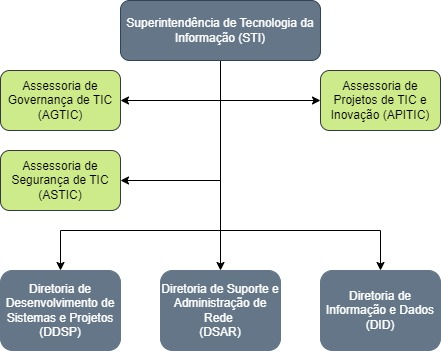 Superintendência de Tecnologia da
Informação (STI)
Assessoria de
Governança de TIC
(AGTIC)
Assessoria de
Projetos de TIC e
Inovação (APITIC)
Assessoria de
Segurança de TIC
(ASTIC)
Diretoria de
Desenvolvimento de
Sistemas e Projetos
(DDSP)
Diretoria de Suporte e
Administração de
Rede
(DSAR)
Diretoria de
Informação e Dados
(DID)